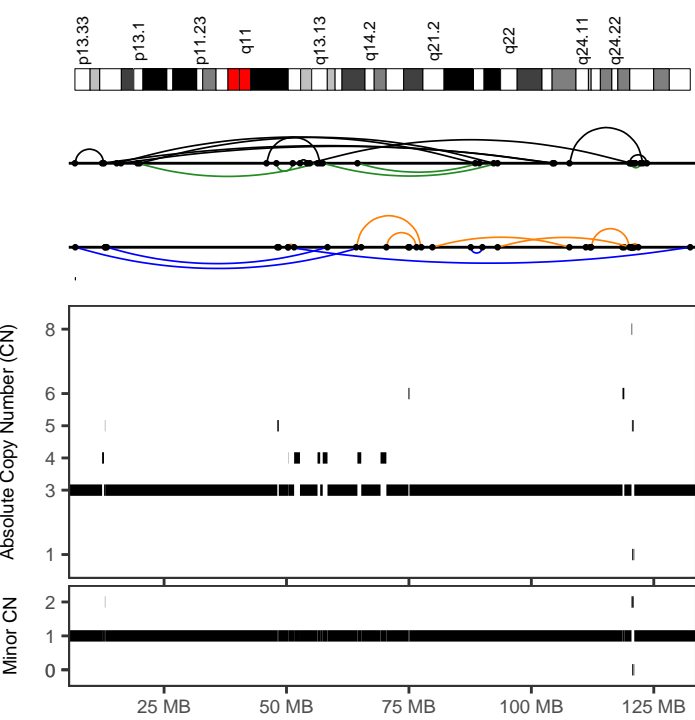 p13.33 p13.1 p11.23 q11 q13.13 q14.2 q21.2 q22 q24.11 q24.22
Absolute Copy Number (CN)
8
6
5
4
3
1
Minor CN
2
1
0
25 MB 50 MB 75 MB 100 MB 125 MB